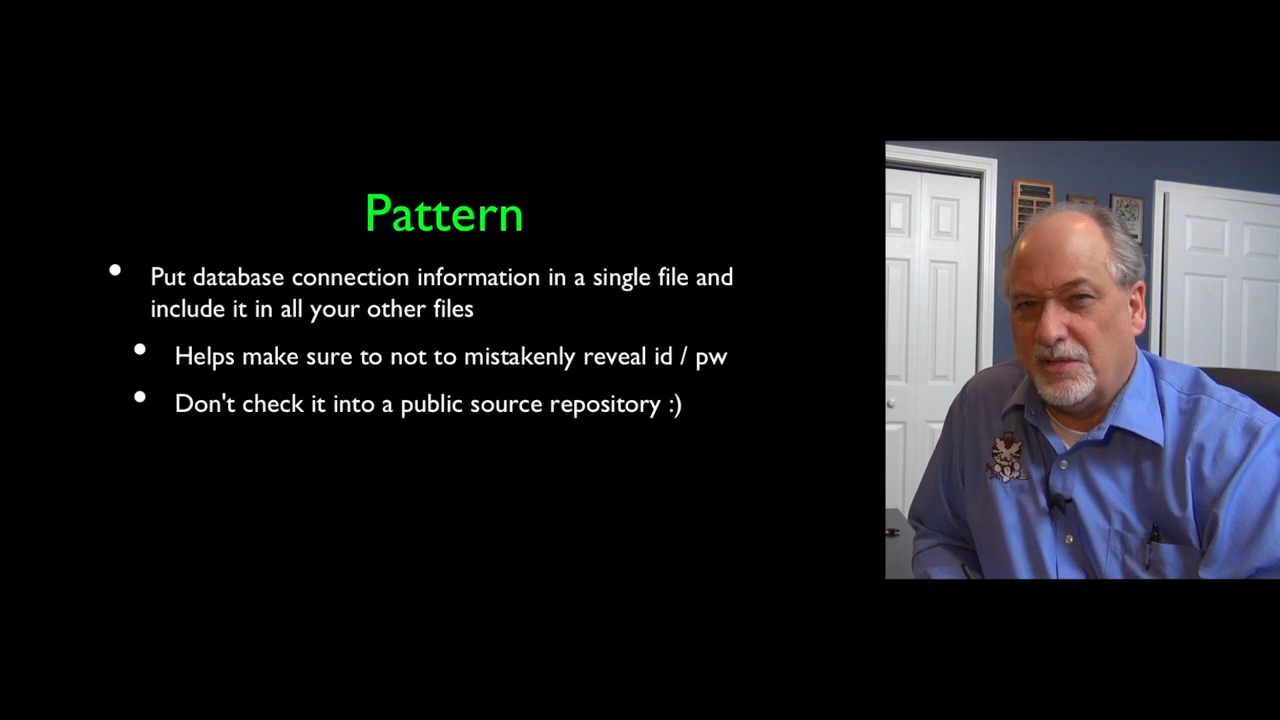 Pattern
Put database connection information in a single file and
include it in all your other files
Helps make sure to not to mistakenly reveal id / pw
Don't check it into a public source repository :)